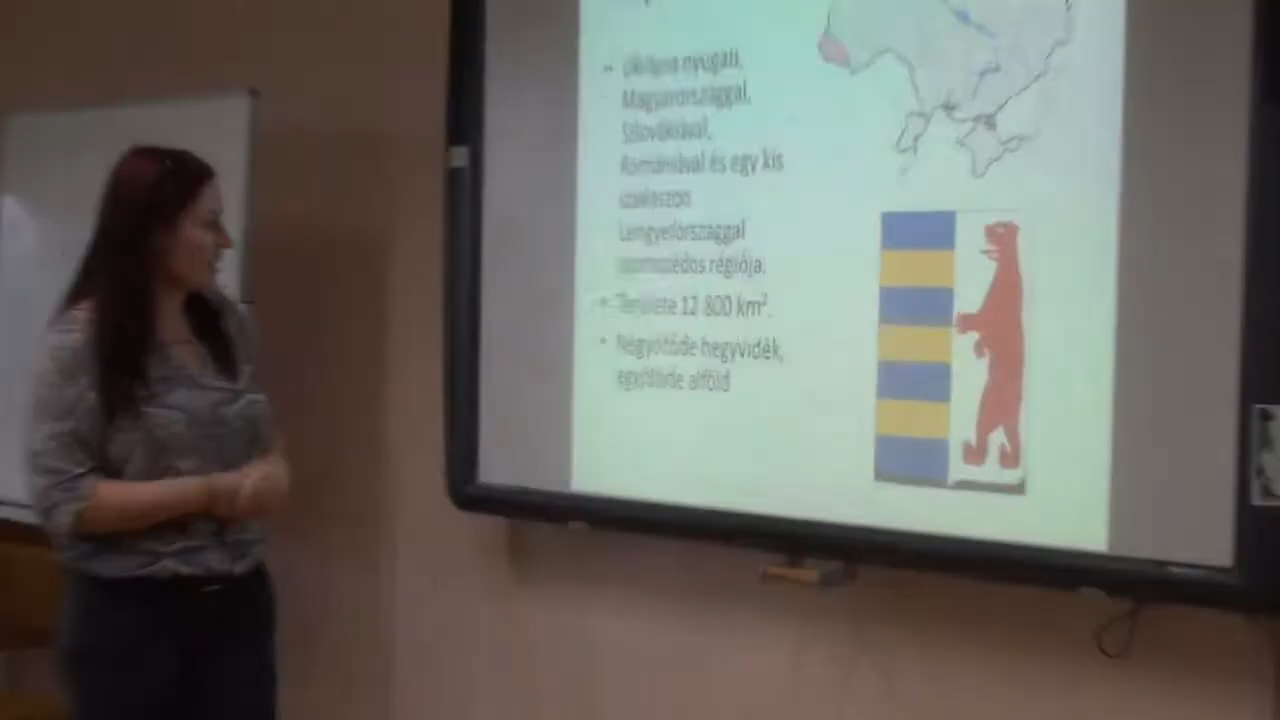 Ukrajna nyugati,
Magyarországgal,
Szlovákiával,
Romániával és egy kis
szakaszon
Lengyelországgal
szomszédos régiója.
• Területe 12 800 km².
• Négyötöde hegyvidék,
egyötöde alföld